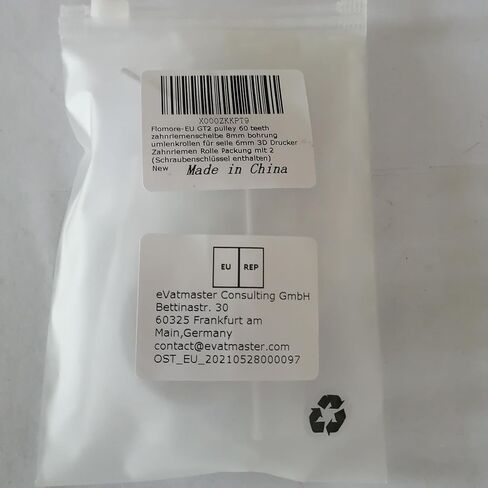 X000ZKKPT9
Flomore-EU GT2 pulley 60 teeth
zahnriemenscheibe 8mm bohrung
umlenkrollen für seile 6mm 3D Drucker
Zahnriemen Rolle Packung mit 2
(Schraubenschlüssel enthalten)
New Made in China
EU REP
eVatmaster Consulting GmbH
Bettinastr. 30
60325 Frankfurt am
Main,Germany
contact@evatmaster.com
OST_EU_20210528000097